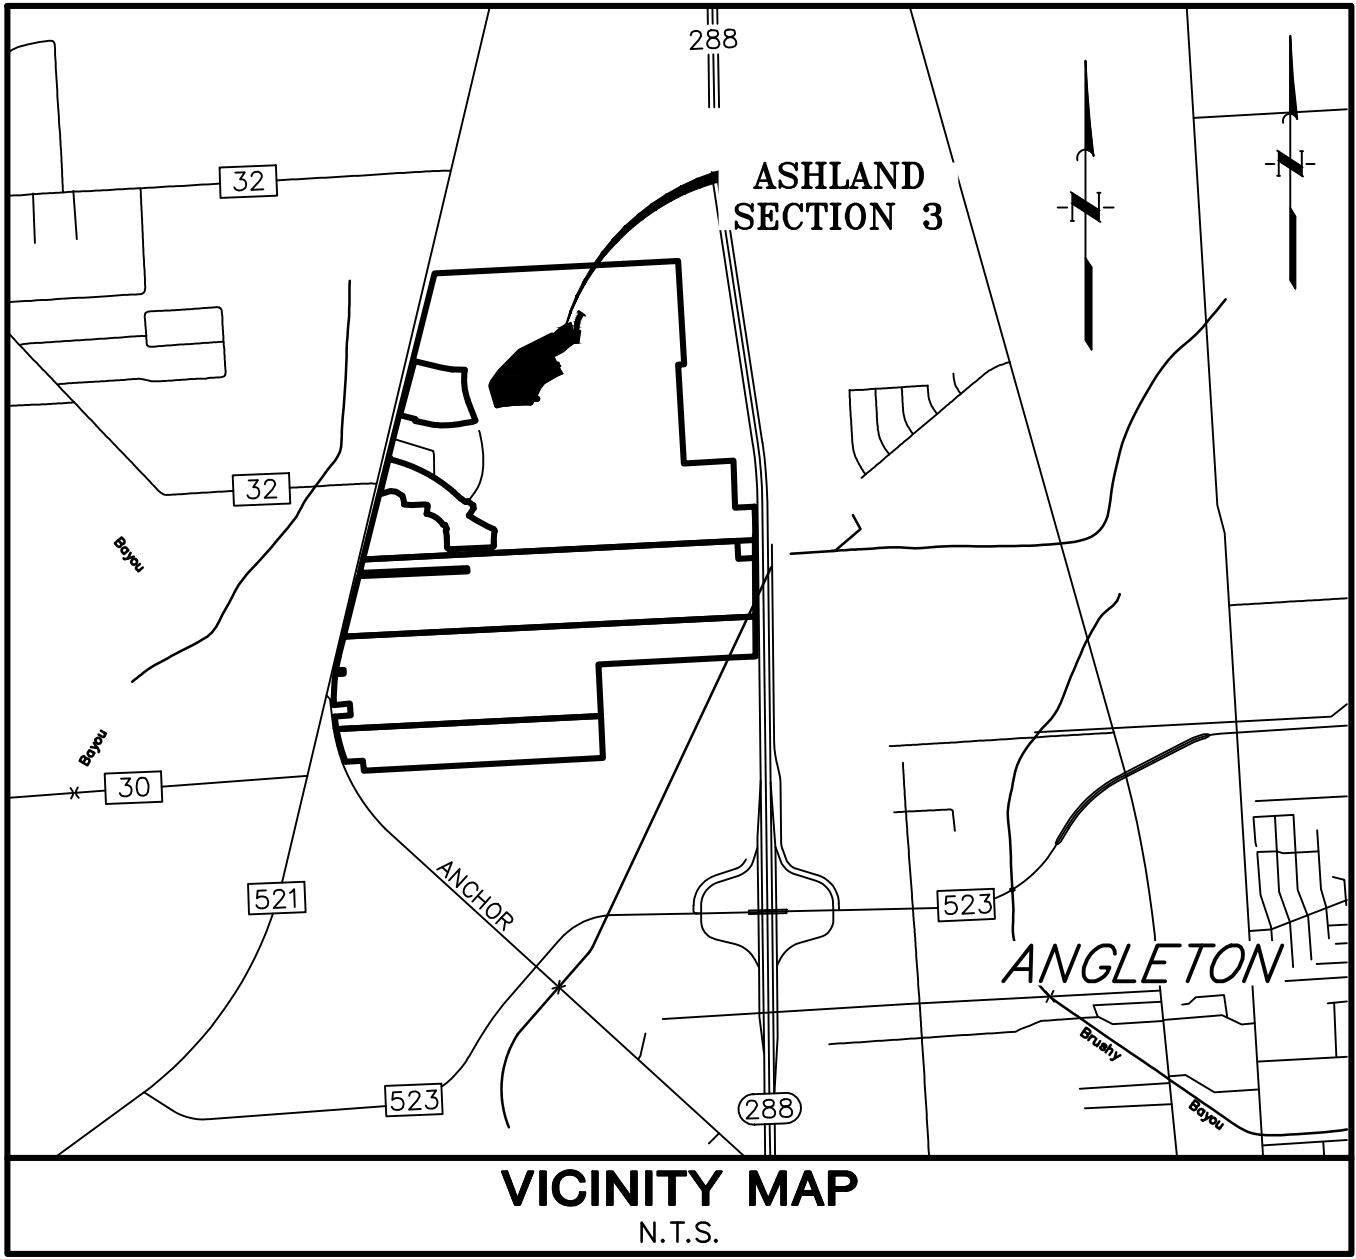 288
ASHLAND
SECTION 3
N
N
32
32
Bayou
Bayou
30
521
ANCHOR
523
ANGLETON
Brushy
Bayou
523
288
VICINITY MAP
N.T.S.